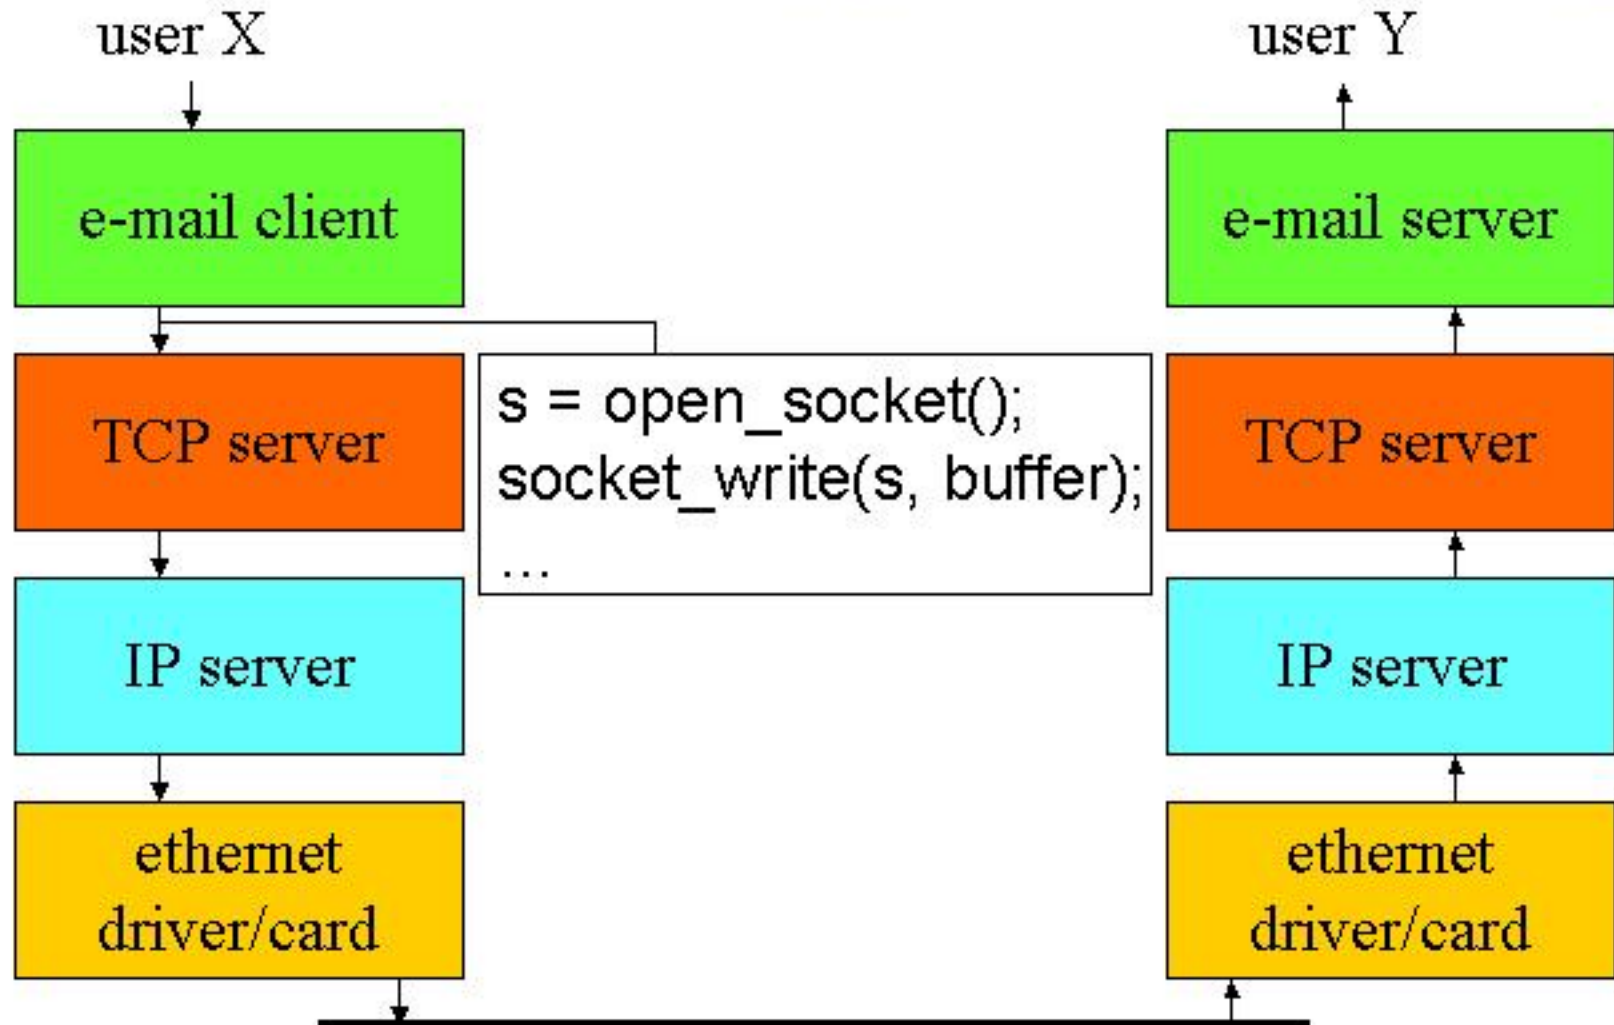 user X
user Y
e-mail client
e-mail server
TCP server
s = open_socket();
socket_write(s, buffer);
...
TCP server
IP server
IP server
ethernet
driver/card
ethernet
driver/card